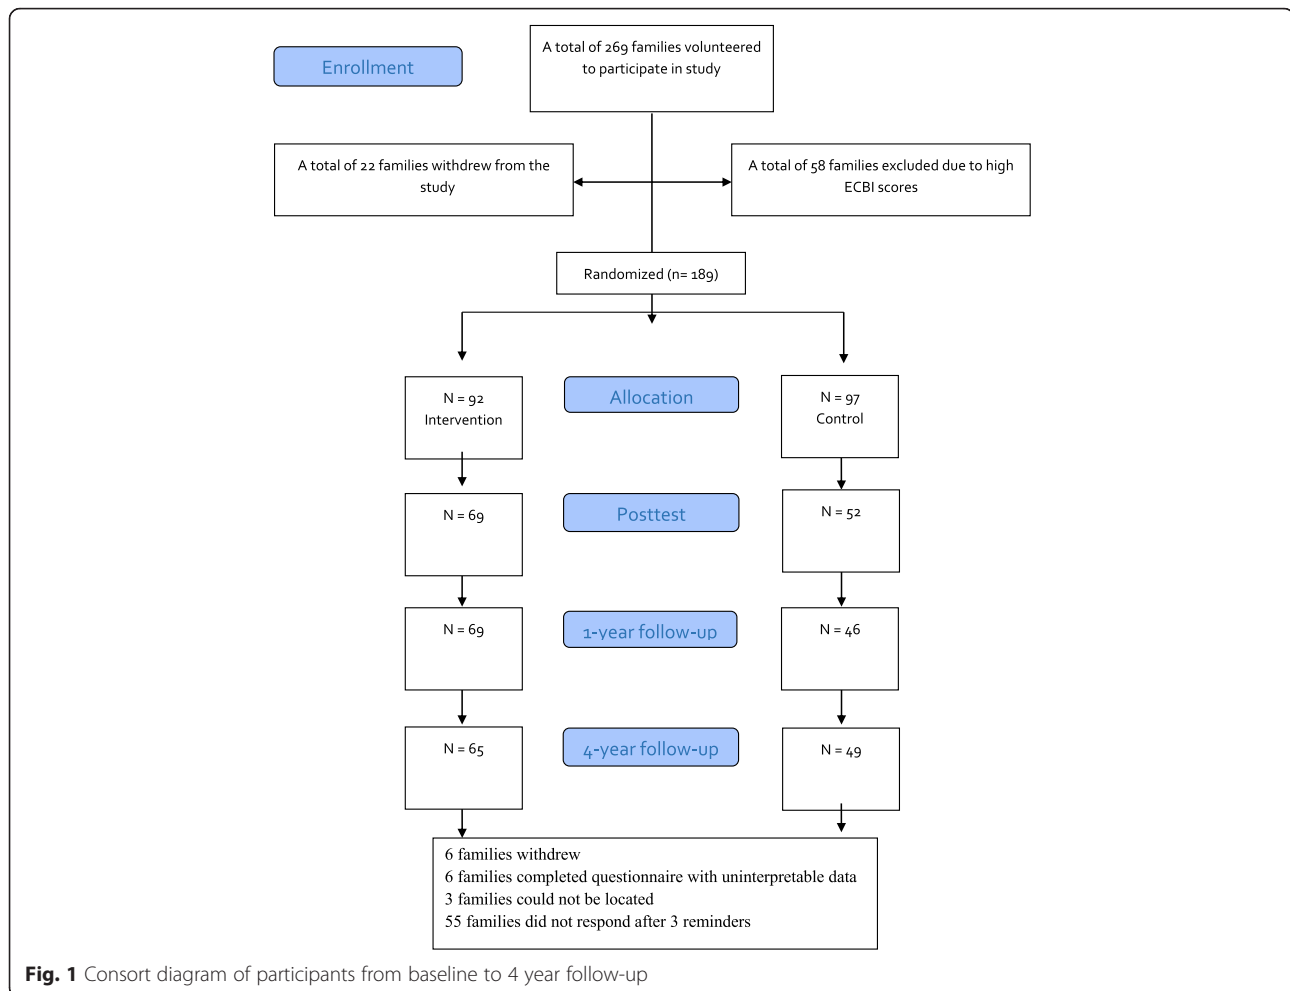 Enrollment
A total of 269 families volunteered
to participate in study
A total of 22 families withdrew from the
study
A total of 58 families excluded due to high
ECBI scores
Randomized (n= 189)
N = 92
Intervention
Allocation
N = 97
Control
N = 69
Posttest
N = 52
N = 69
1-year follow-up
N = 46
N = 65
4-year follow-up
N = 49
6 families withdrew
6 families completed questionnaire with uninterpretable data
3 families could not be located
55 families did not respond after 3 reminders
Fig. 1 Consort diagram of participants from baseline to 4 year follow-up